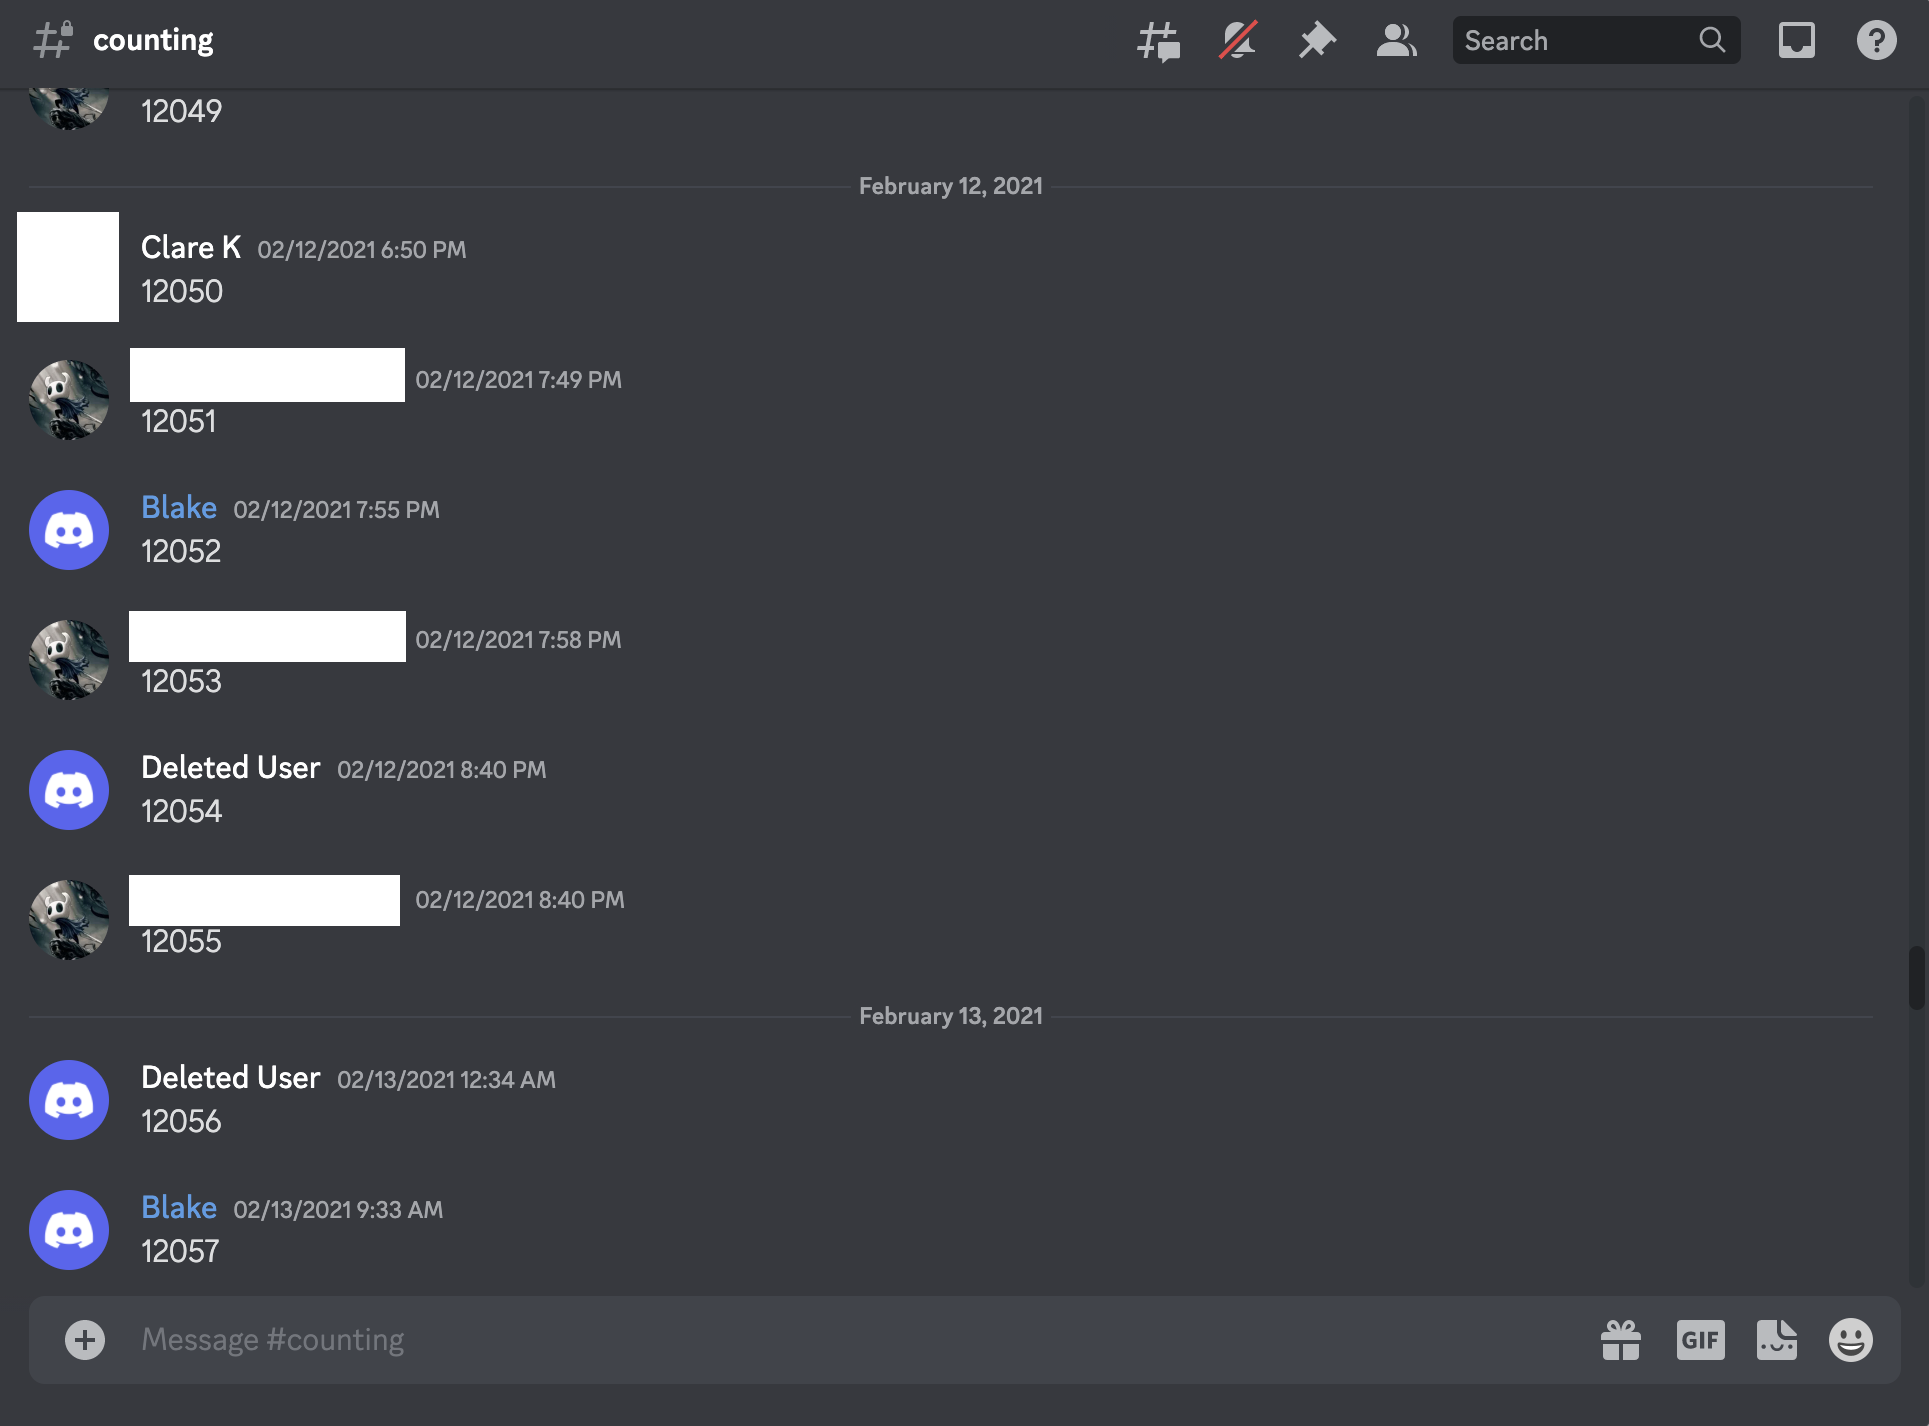 counting
Search
12049
February 12, 2021
Clare K 02/12/2021 6:50 PM
12050
02/12/2021 7:49 PM
12051
Blake 02/12/2021 7:55 PM
12052
02/12/2021 7:58 PM
12053
Deleted User 02/12/2021 8:40 PM
12054
02/12/2021 8:40 PM
12055
February 13, 2021
Deleted User 02/13/2021 12:34 AM
12056
Blake 02/13/2021 9:33 AM
12057
Message #counting
GIF